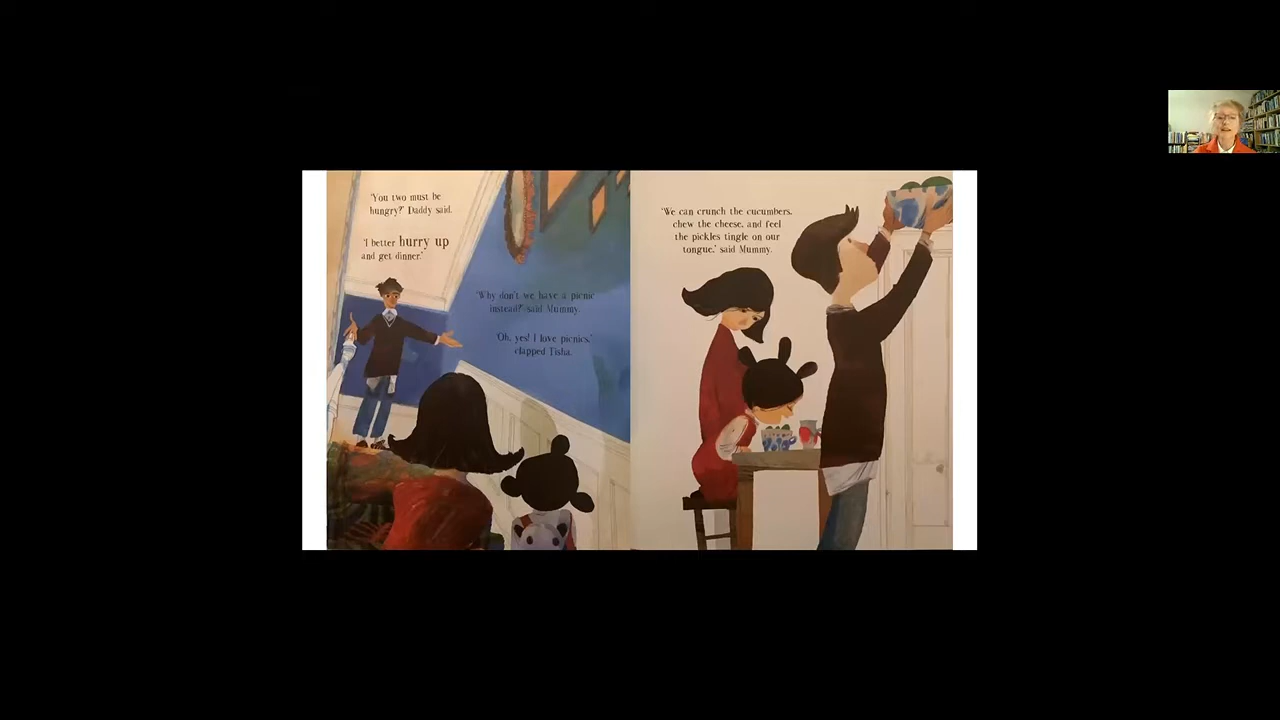 'You two must be
hungry?' Daddy said.
'I better hurry up
and get dinner.'
'Why don't we have a picnic
instead?' said Mummy.
'Oh, yes! I love picnics,'
clapped Tisha.
'We can crunch the cucumbers,
chew the cheese, and feel
the pickles tingle on our
tongue,' said Mummy.